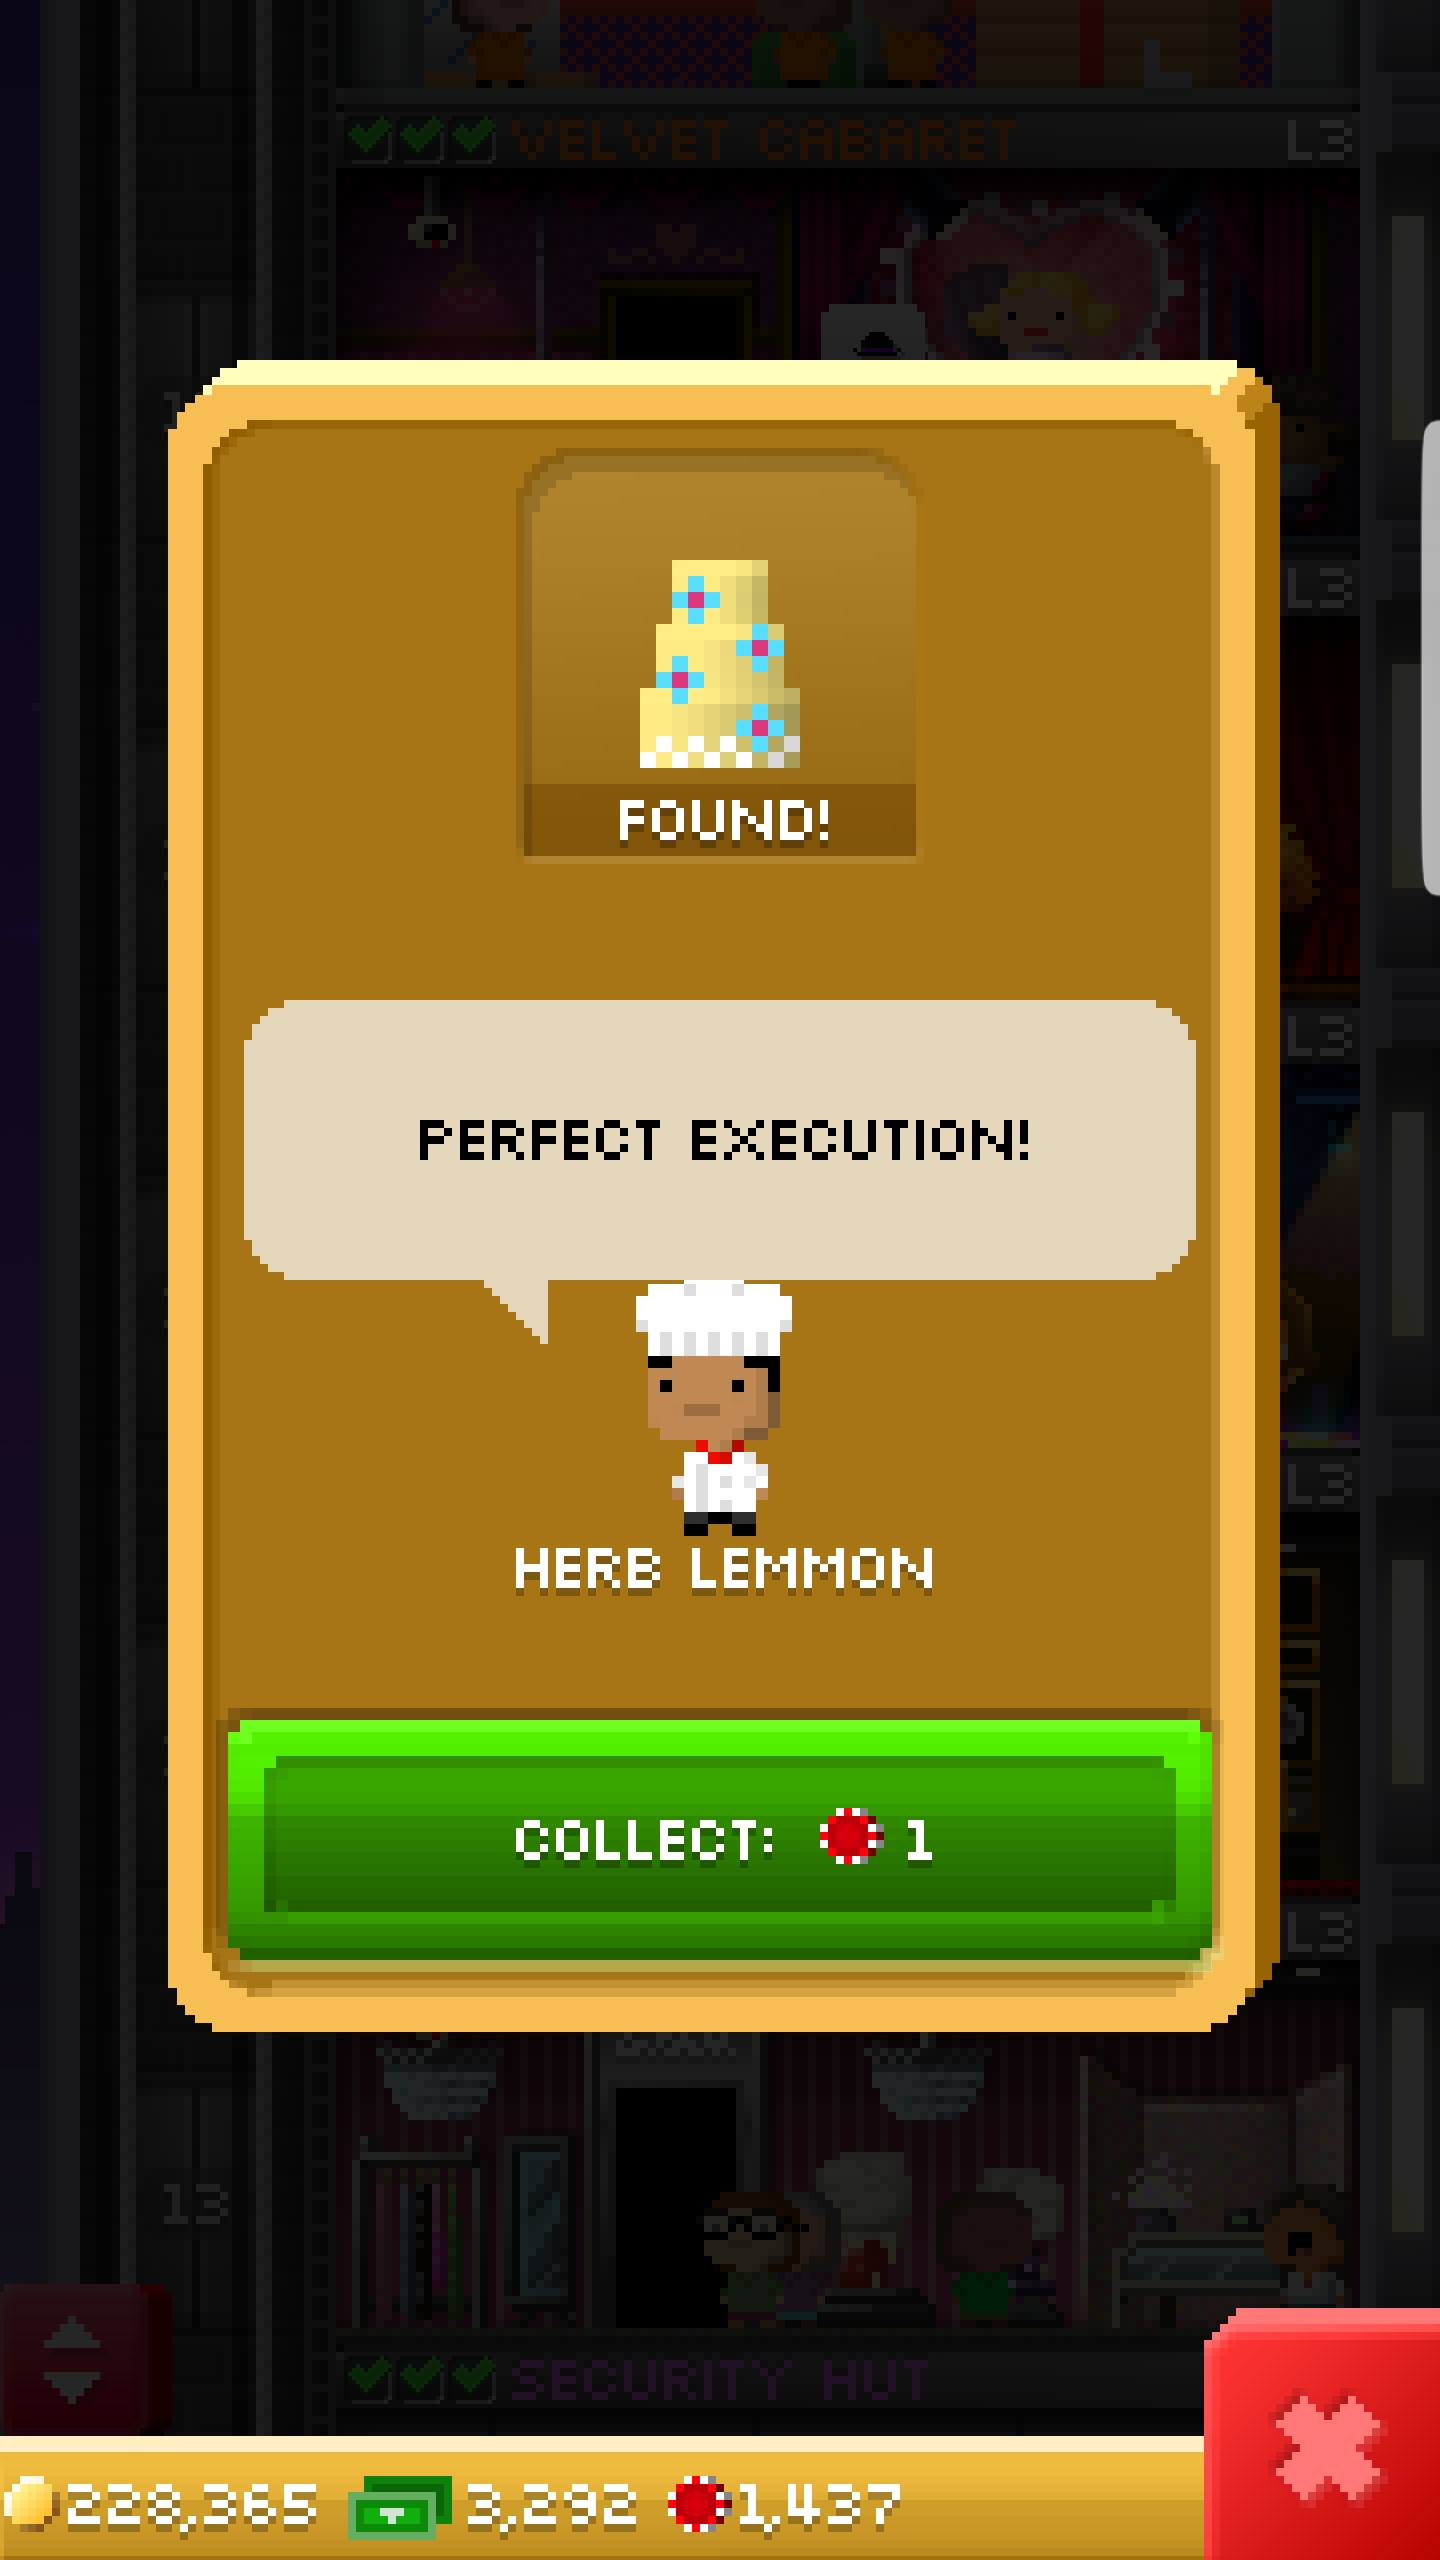 VELVET CABARET L3
L3
FOUND!
L3
PERFECT EXECUTION!
L3
HERB LEMMON
COLLECT: 1
L3
13
SECURITY HUT
228,365 3,292 1,437